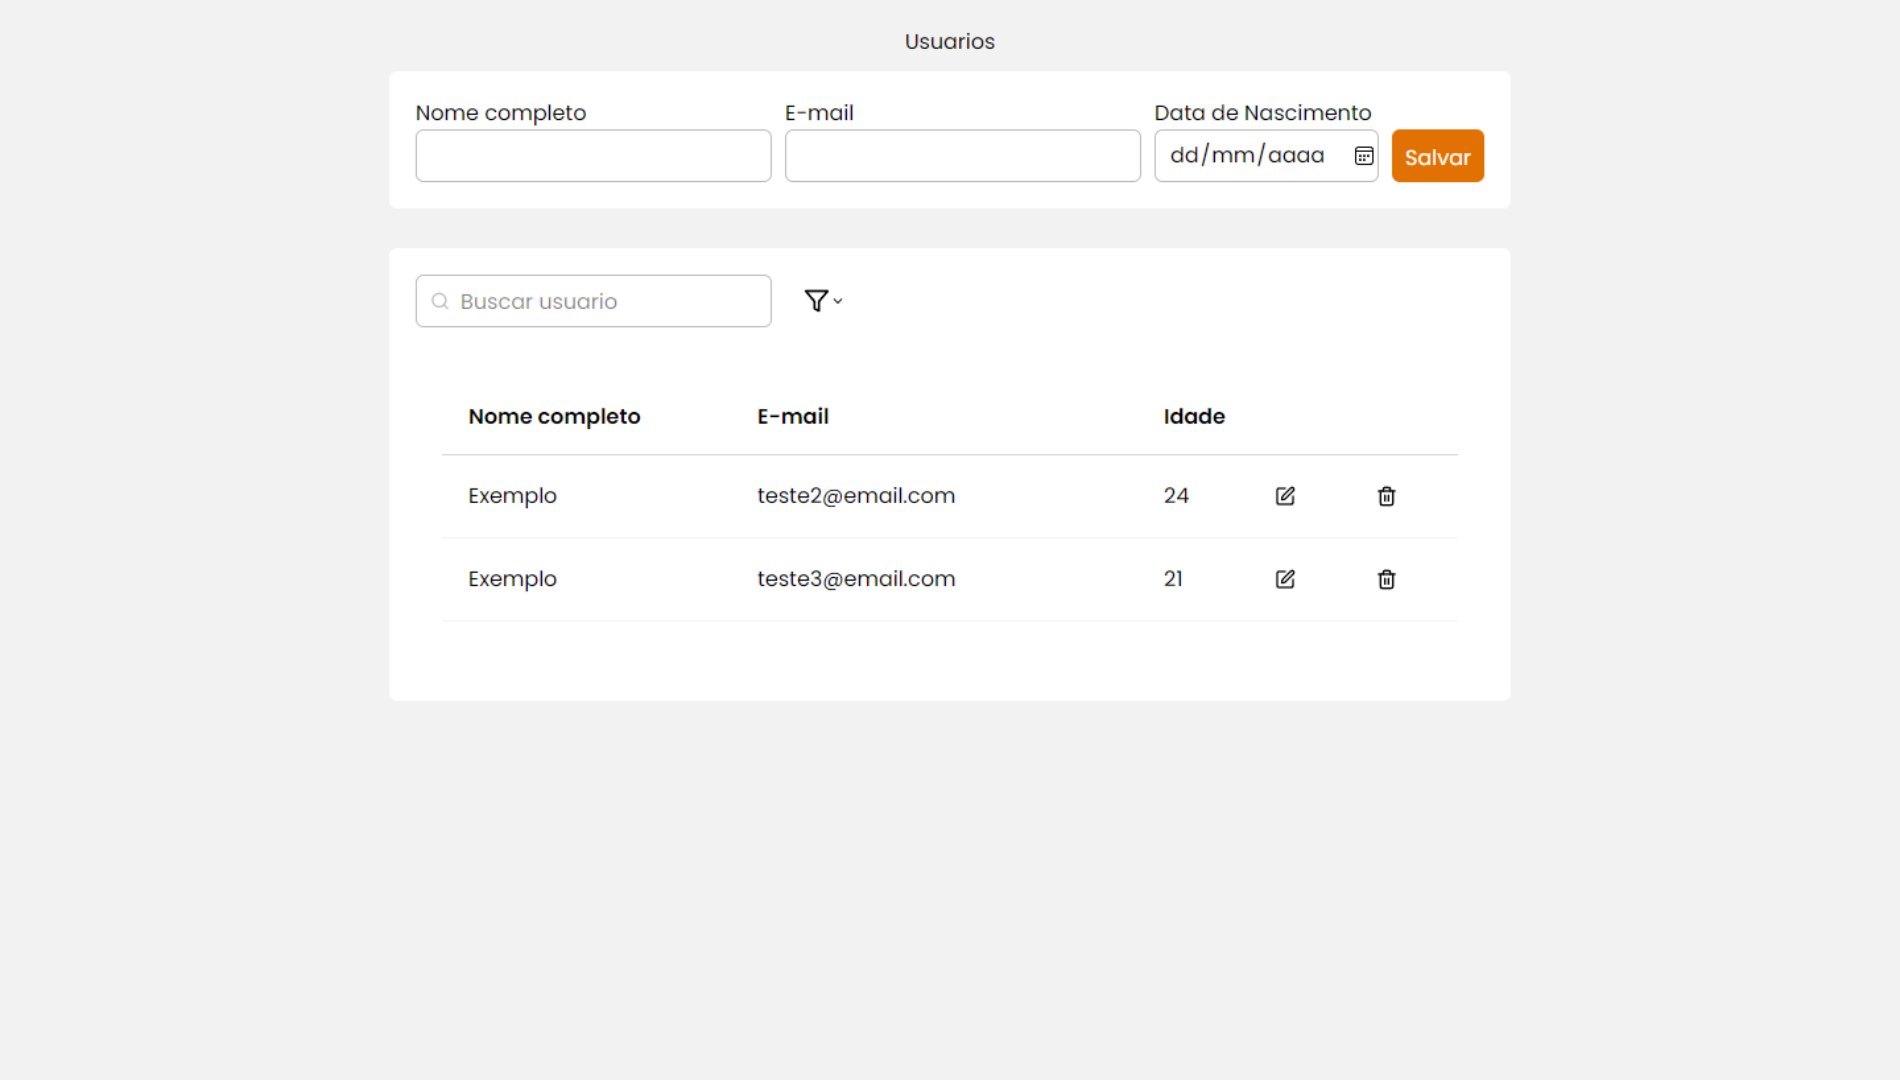 Usuarios
Nome completo E-mail Data de Nascimento
dd/mm/aaaa Salvar
Buscar usuario
Nome completo E-mail Idade
Exemplo teste2@email.com 24
Exemplo teste3@email.com 21